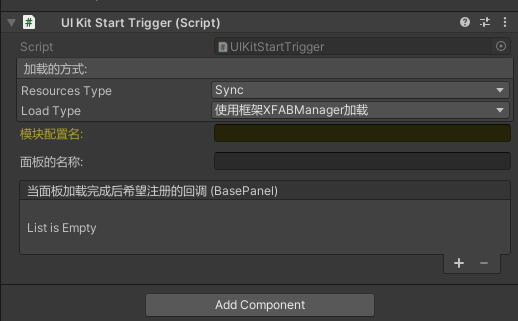 UI Kit Start Trigger (Script)
Script UIKitStartTrigger
加载的方式:
Resources Type Sync
Load Type 使用框架XFABManager加载
模块配置名:
面板的名称:
当面板加载完成后希望注册的回调 (BasePanel)
List is Empty
Add Component